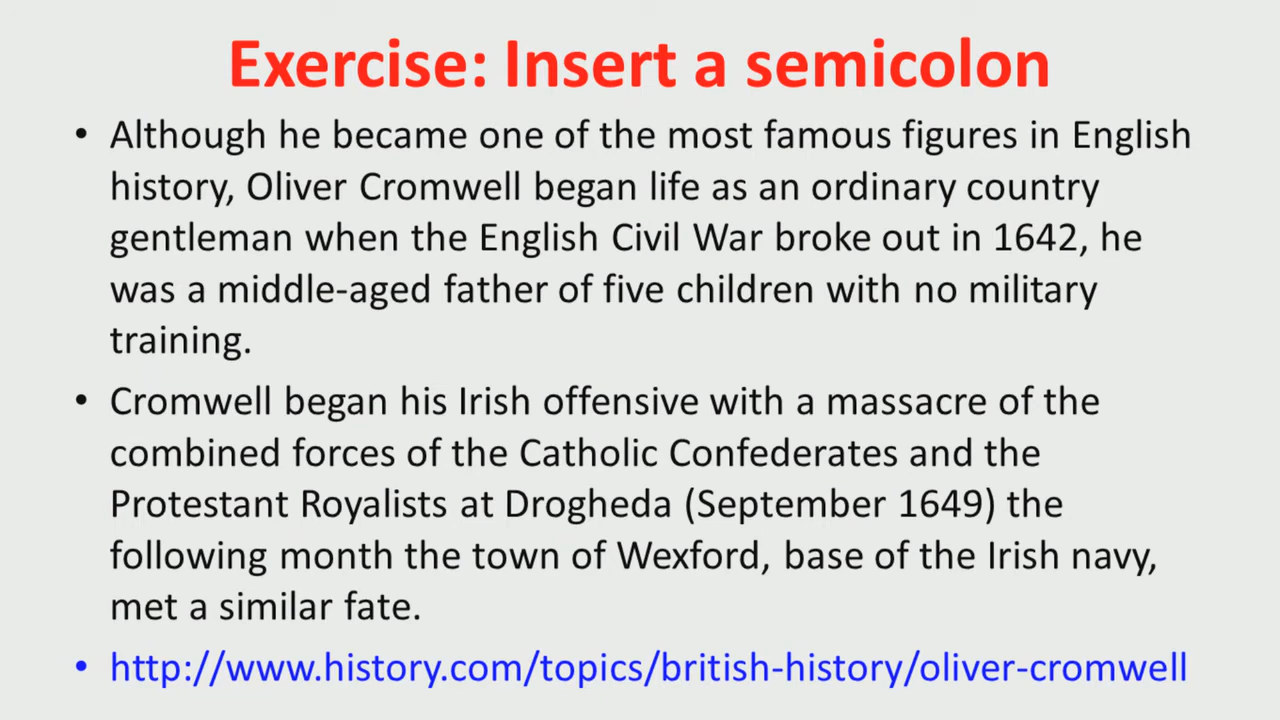 Exercise: Insert a semicolon
• Although he became one of the most famous figures in English
history, Oliver Cromwell began life as an ordinary country
gentleman when the English Civil War broke out in 1642, he
was a middle-aged father of five children with no military
training.
• Cromwell began his Irish offensive with a massacre of the
combined forces of the Catholic Confederates and the
Protestant Royalists at Drogheda (September 1649) the
following month the town of Wexford, base of the Irish navy,
met a similar fate.
• http://www.history.com/topics/british-history/oliver-cromwell